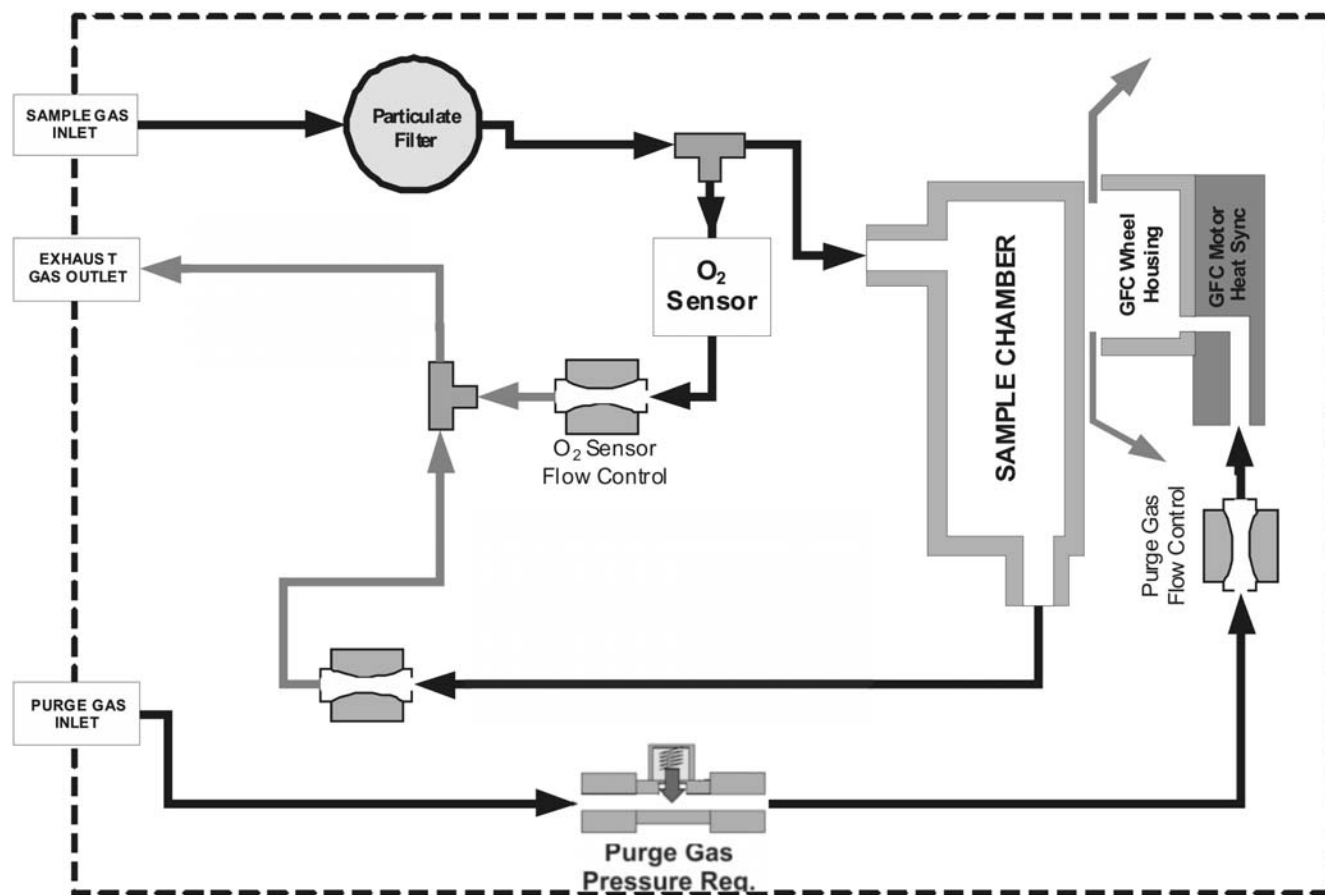 SAMPLE GAS
INLET
Particulate
Filter
EXHAUST
GAS OUTLET
O₂
Sensor
O₂ Sensor
Flow Control
SAMPLE CHAMBER
GFC Wheel
Housing
GFC Motor
Heat Sync
Purge Gas
Flow Control
PURGE GAS
INLET
Purge Gas
Pressure Reg.